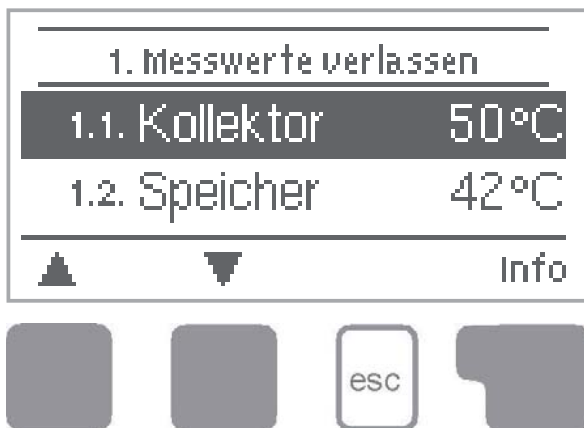 1. Messwerte verlassen
1.1. Kollektor 50°C
1.2. Speicher 42°C
Info
esc